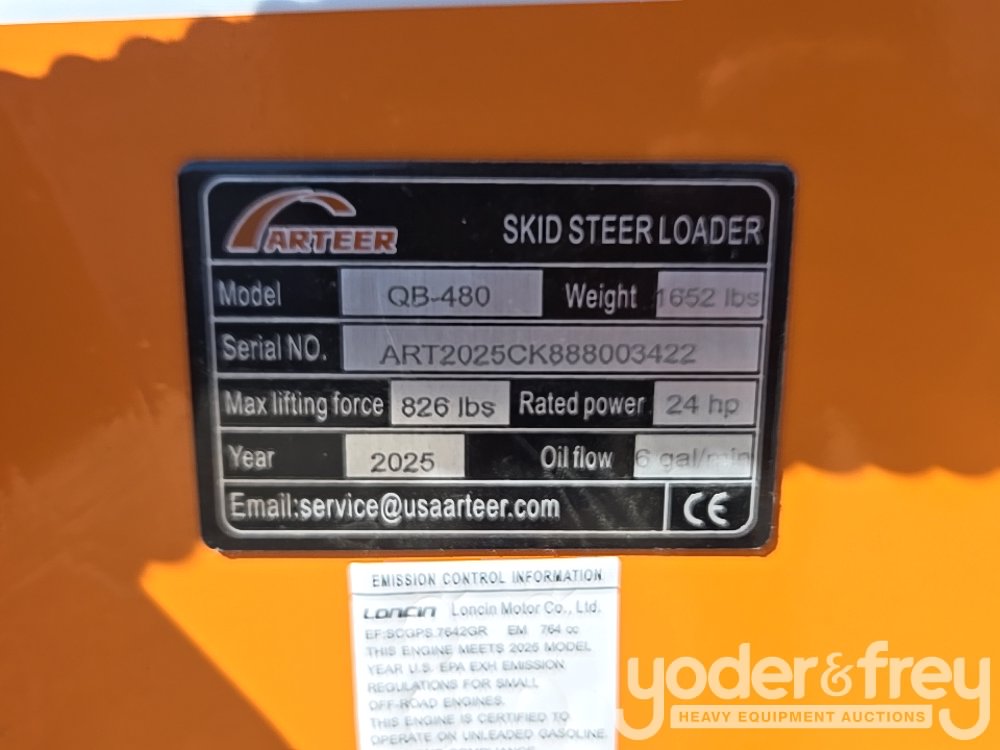 ARTEER
SKID STEER LOADER
Model QB-480 Weight 1652 lbs
Serial NO. ART2025CK888003422
Max lifting force 826 lbs Rated power 24 hp
Year 2025 Oil flow 6 gal/min
Email:service@usaarteer.com CE
EMISSION CONTROL INFORMATION
LONCIN Loncin Motor Co., Ltd.
EF:SCGPS.7642GR EM 764 cc
THIS ENGINE MEETS 2025 MODEL
YEAR U.S. EPA EXH EMISSION
REGULATIONS FOR SMALL
OFF-ROAD ENGINES.
THIS ENGINE IS CERTIFIED TO
OPERATE ON UNLEADED GASOLINE.
yoder&frey
HEAVY EQUIPMENT AUCTIONS